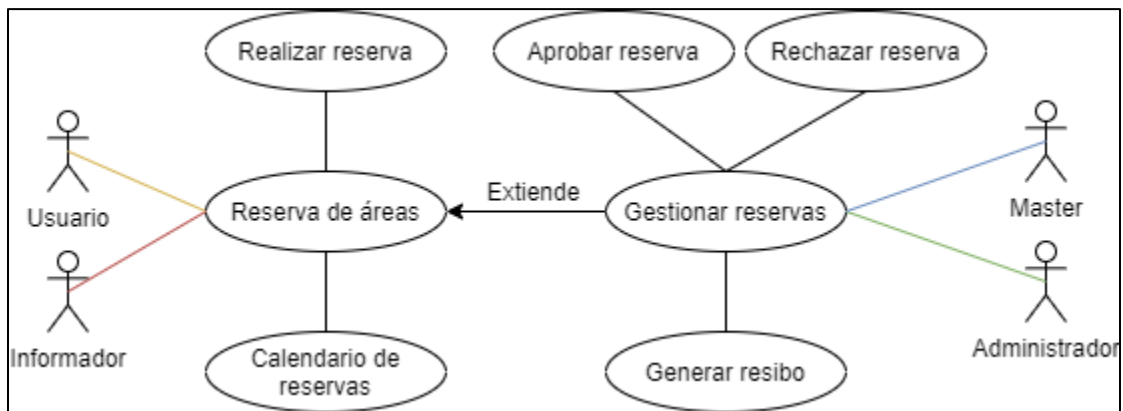 Realizar reserva
Aprobar reserva
Rechazar reserva
Usuario
Reserva de áreas
Extiende
Gestionar reservas
Master
Informador
Calendario de
reservas
Generar resibo
Administrador